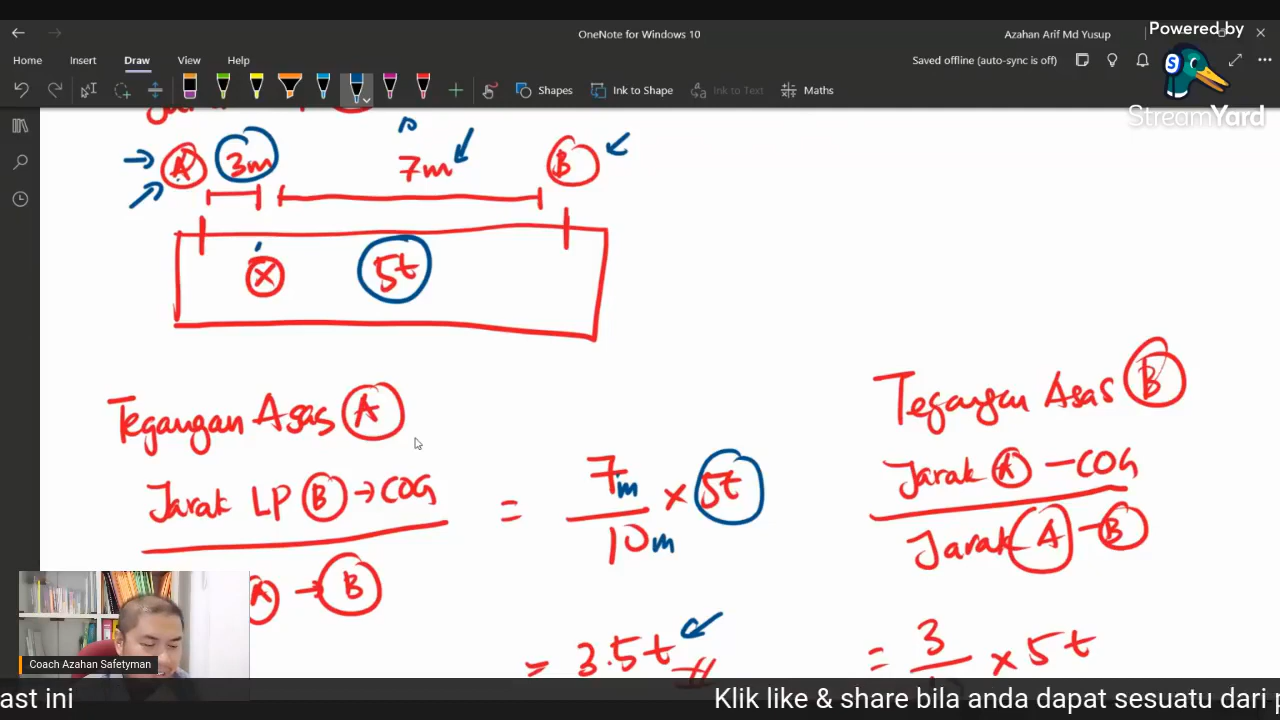 OneNote for Windows 10
Azahan Arif Md Yusup
Powered by
StreamYard
Home Insert Draw View Help
Saved offline (auto-sync is off)
Shapes Ink to Shape Ink to Text Maths
A 3m 7m B
X 5t
Tegangan Asas A
Jarak LP B → COG
A → B
= 7m / 10m × 5t
= 3.5t
Tegangan Asas B
Jarak A - COG
Jarak A - B
= 3 × 5t
Coach Azahan Safetyman
ast ini
Klik like & share bila anda dapat sesuatu dari